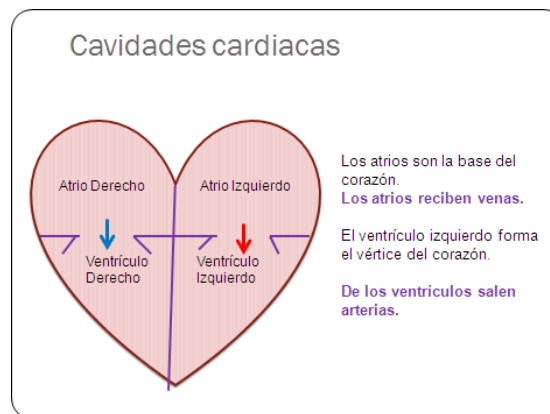 Cavidades cardiacas
Atrio Derecho
Atrio Izquierdo
Ventrículo
Derecho
Ventrículo
Izquierdo
Los atrios son la base del
corazón.
Los atrios reciben venas.
El ventrículo izquierdo forma
el vértice del corazón.
De los ventrículos salen
arterias.